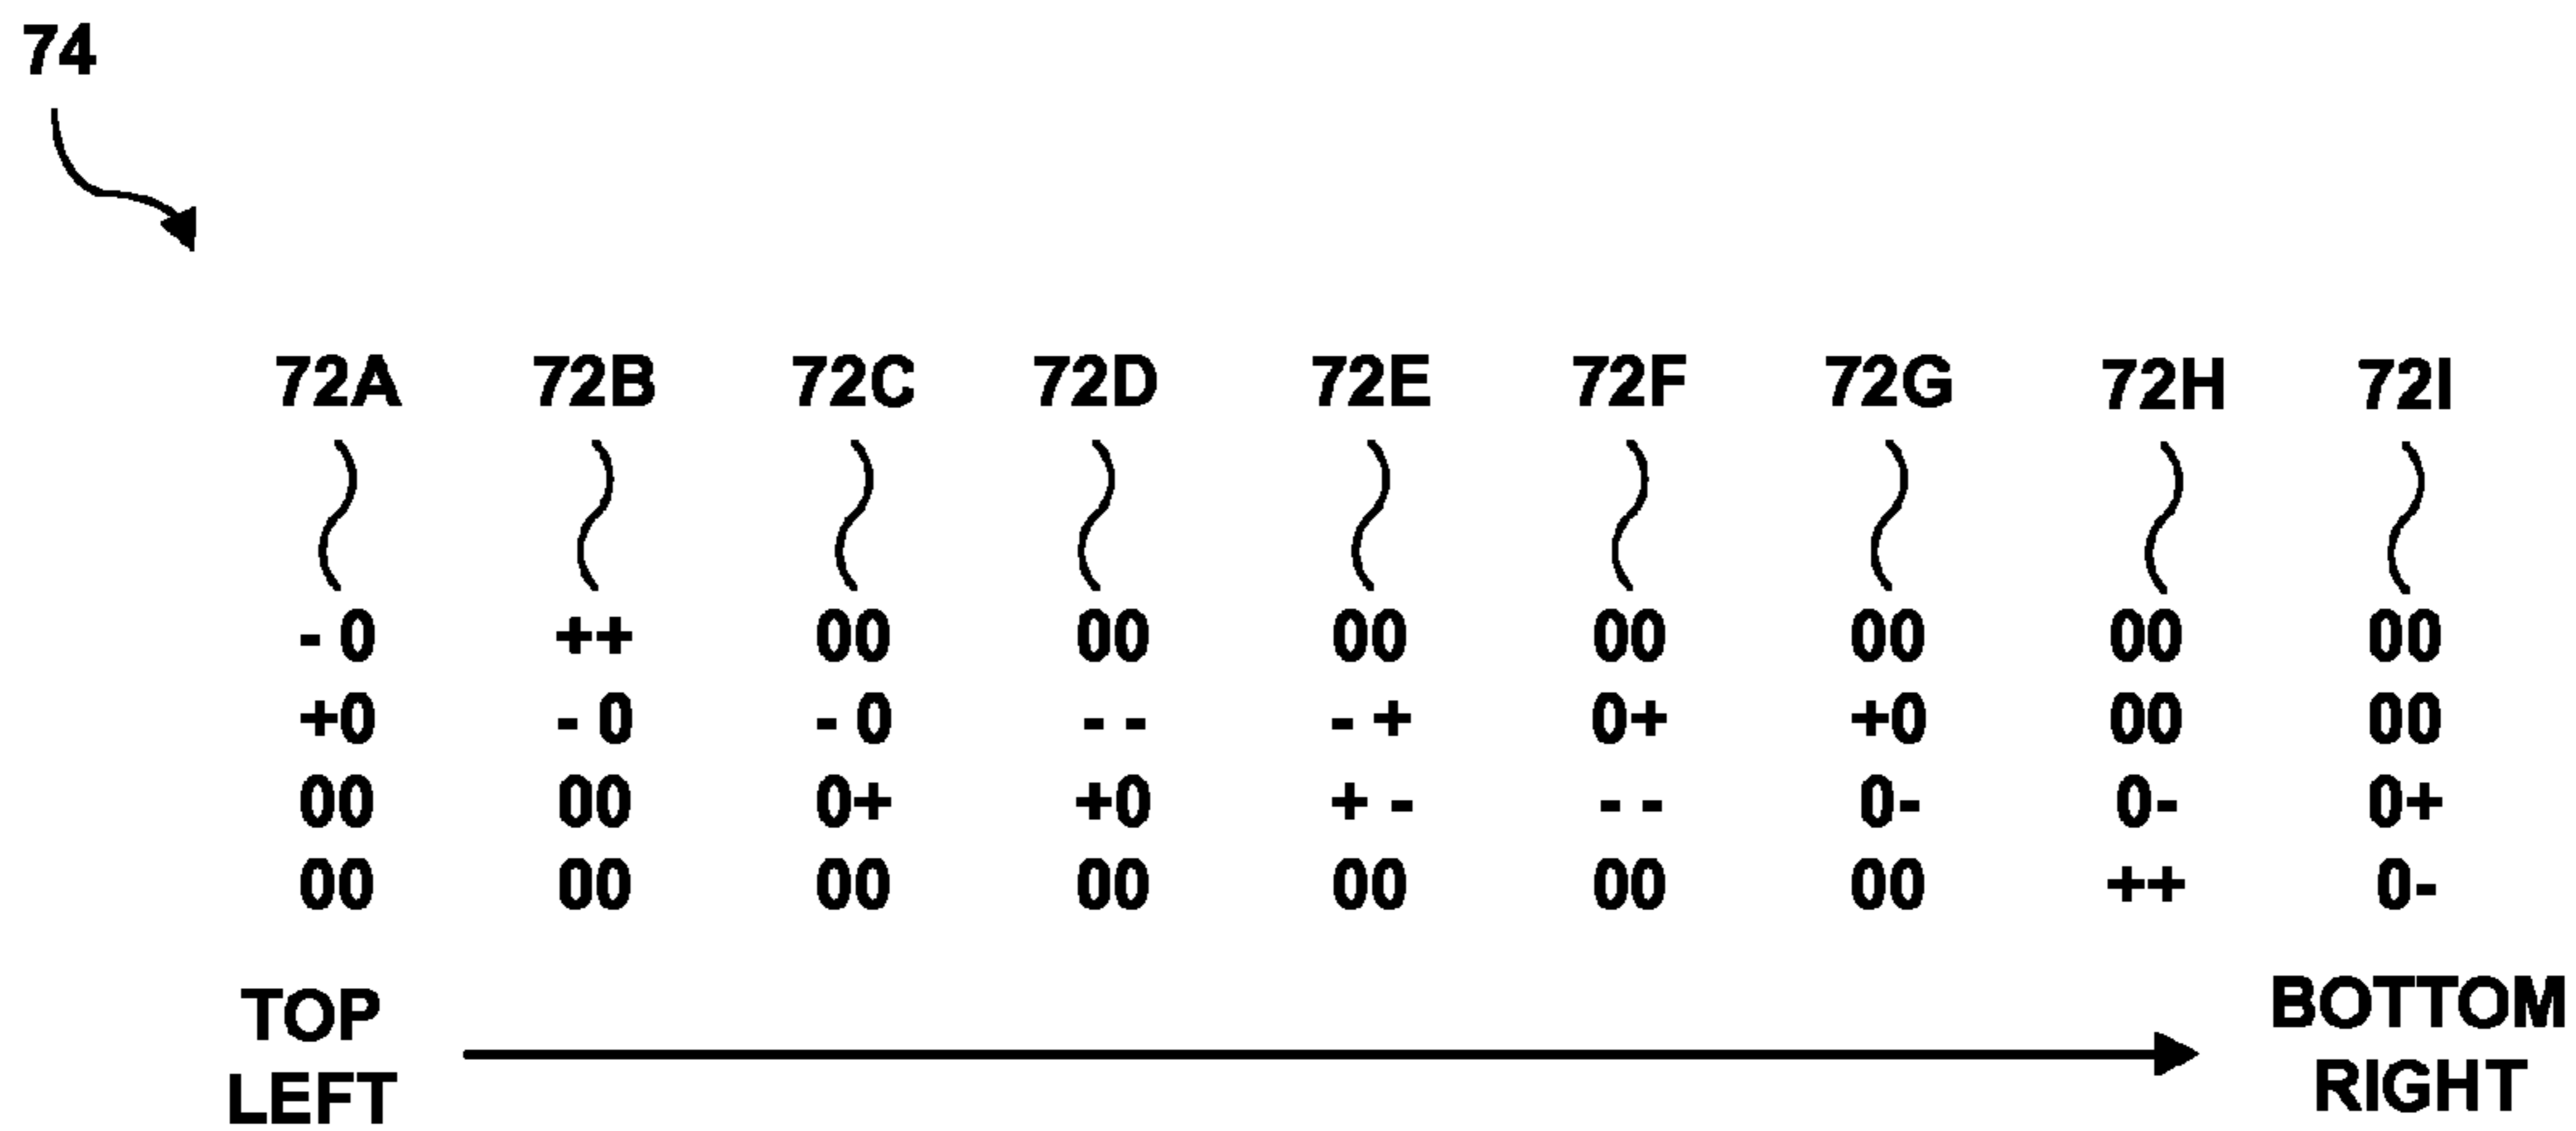 74
72A 72B 72C 72D 72E 72F 72G 72H 72I
- 0 ++ 00 00 00 00 00 00 00
+0 - 0 - 0 - - - + 0+ +0 00 00
00 00 0+ +0 + - - - 0- 0- 0+
00 00 00 00 00 00 00 ++ 0-
TOP BOTTOM
LEFT RIGHT